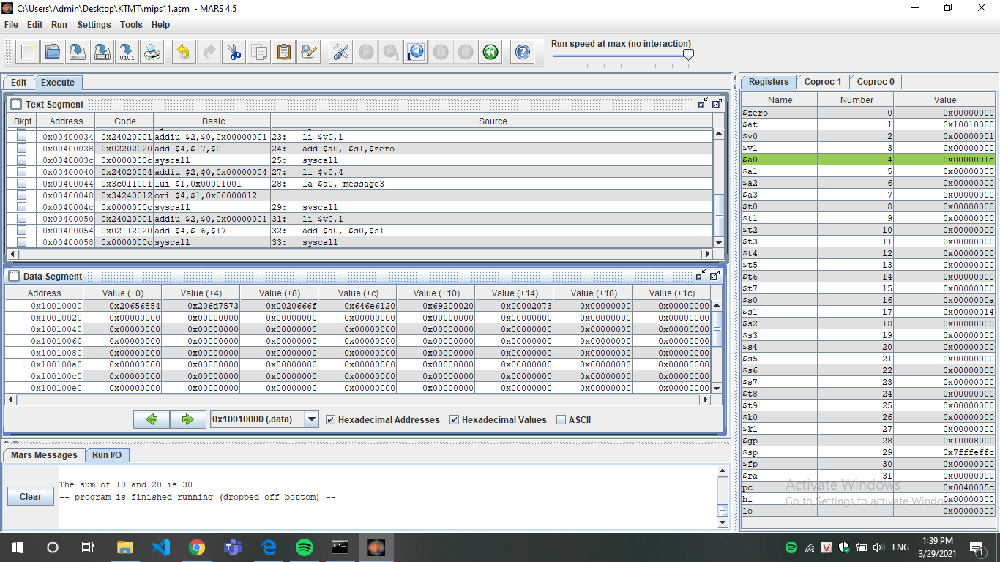 C:\Users\Admin\Desktop\KTMT\mips11.asm - MARS 4.5
File Edit Run Settings Tools Help
Run speed at max (no interaction)
Edit Execute
Text Segment
Bkpt Address Code Basic Source
0x00400034 0x24020001 addiu $2,$0,0x00000001 23: li $v0,1
0x00400038 0x02202020 add $4,$17,$0 24: add $a0, $s1,$zero
0x0040003c 0x0000000c syscall 25: syscall
0x00400040 0x24020004 addiu $2,$0,0x00000004 27: li $v0,4
0x00400044 0x3c011001 lui $1,0x00001001 28: la $a0, message3
0x00400048 0x34240012 ori $4,$1,0x00000012
0x0040004c 0x0000000c syscall 29: syscall
0x00400050 0x24020001 addiu $2,$0,0x00000001 31: li $v0,1
0x00400054 0x02112020 add $4,$16,$17 32: add $a0, $s0,$s1
0x00400058 0x0000000c syscall 33: syscall
Data Segment
Address Value (+0) Value (+4) Value (+8) Value (+c) Value (+10) Value (+14) Value (+18) Value (+1c)
0x10010000 0x20656854 0x206d7573 0x0020666f 0x646e6120 0x69200020 0x00002073 0x00000000 0x00000000
0x10010020 0x00000000 0x00000000 0x00000000 0x00000000 0x00000000 0x00000000 0x00000000 0x00000000
0x10010040 0x00000000 0x00000000 0x00000000 0x00000000 0x00000000 0x00000000 0x00000000 0x00000000
0x10010060 0x00000000 0x00000000 0x00000000 0x00000000 0x00000000 0x00000000 0x00000000 0x00000000
0x10010080 0x00000000 0x00000000 0x00000000 0x00000000 0x00000000 0x00000000 0x00000000 0x00000000
0x100100a0 0x00000000 0x00000000 0x00000000 0x00000000 0x00000000 0x00000000 0x00000000 0x00000000
0x100100c0 0x00000000 0x00000000 0x00000000 0x00000000 0x00000000 0x00000000 0x00000000 0x00000000
0x100100e0 0x00000000 0x00000000 0x00000000 0x00000000 0x00000000 0x00000000 0x00000000 0x00000000
0x10010000 (.data) Hexadecimal Addresses Hexadecimal Values ASCII
Mars Messages Run I/O
Clear
The sum of 10 and 20 is 30
-- program is finished running (dropped off bottom) --
Registers Coproc 1 Coproc 0
Name Number Value
$zero 0 0x00000000
$at 1 0x10010000
$v0 2 0x00000001
$v1 3 0x00000000
$a0 4 0x0000001e
$a1 5 0x00000000
$a2 6 0x00000000
$a3 7 0x00000000
$t0 8 0x00000000
$t1 9 0x00000000
$t2 10 0x00000000
$t3 11 0x00000000
$t4 12 0x00000000
$t5 13 0x00000000
$t6 14 0x00000000
$t7 15 0x00000000
$s0 16 0x0000000a
$s1 17 0x00000014
$s2 18 0x00000000
$s3 19 0x00000000
$s4 20 0x00000000
$s5 21 0x00000000
$s6 22 0x00000000
$s7 23 0x00000000
$t8 24 0x00000000
$t9 25 0x00000000
$k0 26 0x00000000
$k1 27 0x00000000
$gp 28 0x10008000
$sp 29 0x7fffeffc
$fp 30 0x00000000
$ra 31 0x00000000
pc 0x0040005c
hi 0x00000000
lo 0x00000000
Activate Windows
Go to Settings to activate Windows.
ENG
1:39 PM
3/29/2021
1